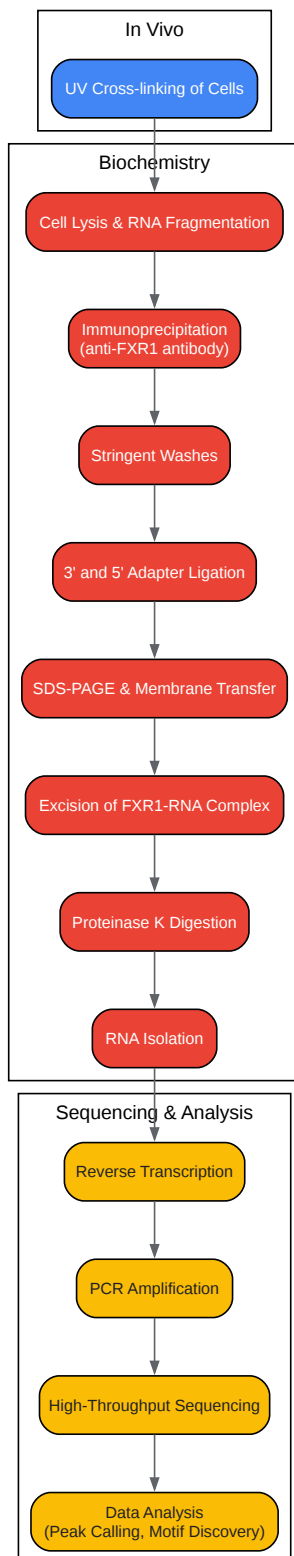 In Vivo
UV Cross-linking of Cells
Biochemistry
Cell Lysis & RNA Fragmentation
Immunoprecipitation
(anti-FXR1 antibody)
Stringent Washes
3' and 5' Adapter Ligation
SDS-PAGE & Membrane Transfer
Excision of FXR1-RNA Complex
Proteinase K Digestion
RNA Isolation
Sequencing & Analysis
Reverse Transcription
PCR Amplification
High-Throughput Sequencing
Data Analysis
(Peak Calling, Motif Discovery)